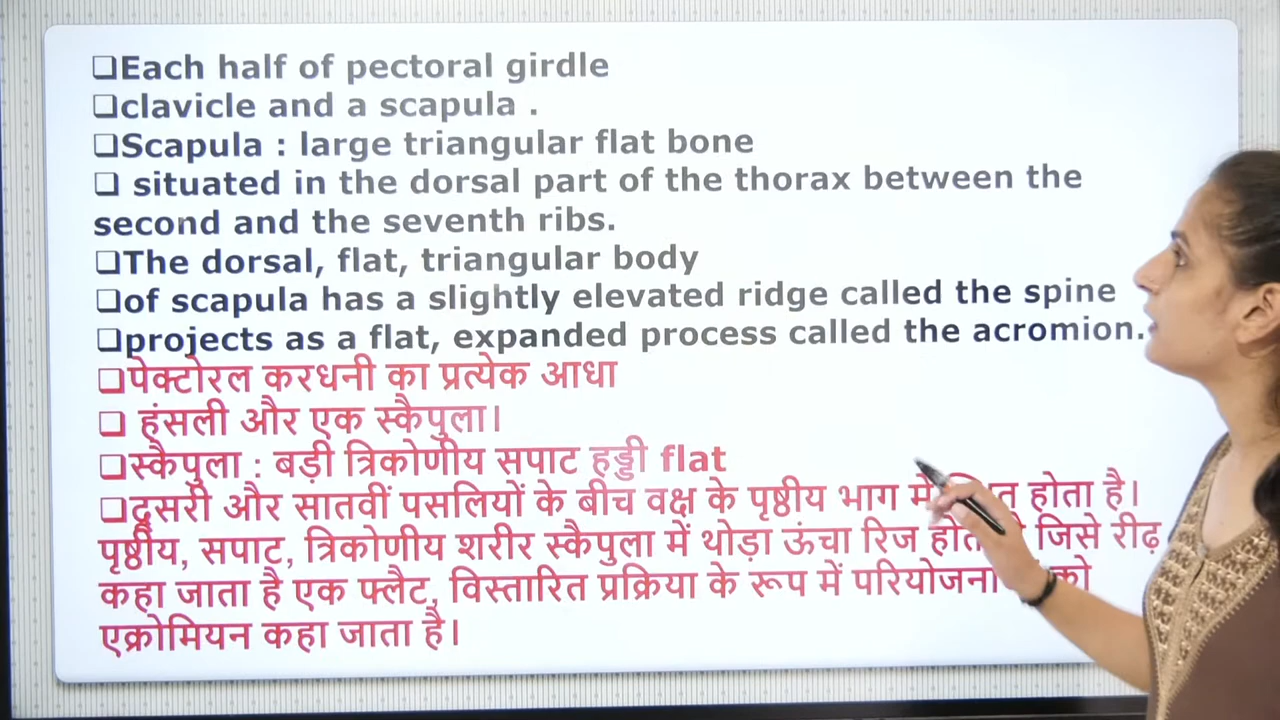 ❑Each half of pectoral girdle
❑clavicle and a scapula .
❑Scapula : large triangular flat bone
❑ situated in the dorsal part of the thorax between the
second and the seventh ribs.
❑The dorsal, flat, triangular body
❑of scapula has a slightly elevated ridge called the spine
❑projects as a flat, expanded process called the acromion.
❑पेक्टोरल करधनी का प्रत्येक आधा
❑ हंसली और एक स्कैपुला।
❑स्कैपुला : बड़ी त्रिकोणीय सपाट हड्डी flat
❑दूसरी और सातवीं पसलियों के बीच वक्ष के पृष्ठीय भाग में होता है।
पृष्ठीय, सपाट, त्रिकोणीय शरीर स्कैपुला में थोड़ा ऊंचा रिज जिसे रीढ़
कहा जाता है एक फ्लैट, विस्तारित प्रक्रिया के रूप में परियोजना को
एक्रोमियन कहा जाता है।